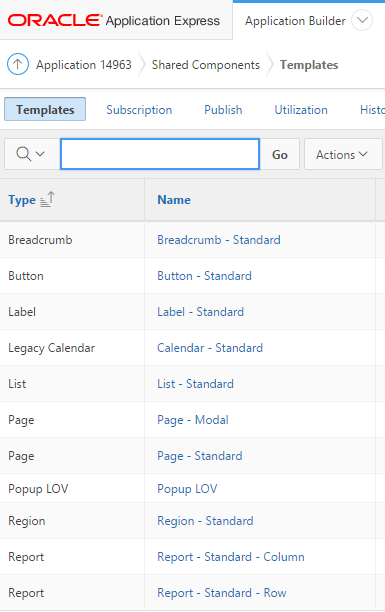 ORACLE® Application Express Application Builder
Application 14963 Shared Components Templates
Templates Subscription Publish Utilization
Go Actions
Type Name
Breadcrumb Breadcrumb - Standard
Button Button - Standard
Label Label - Standard
Legacy Calendar Calendar - Standard
List List - Standard
Page Page - Modal
Page Page - Standard
Popup LOV Popup LOV
Region Region - Standard
Report Report - Standard - Column
Report Report - Standard - Row